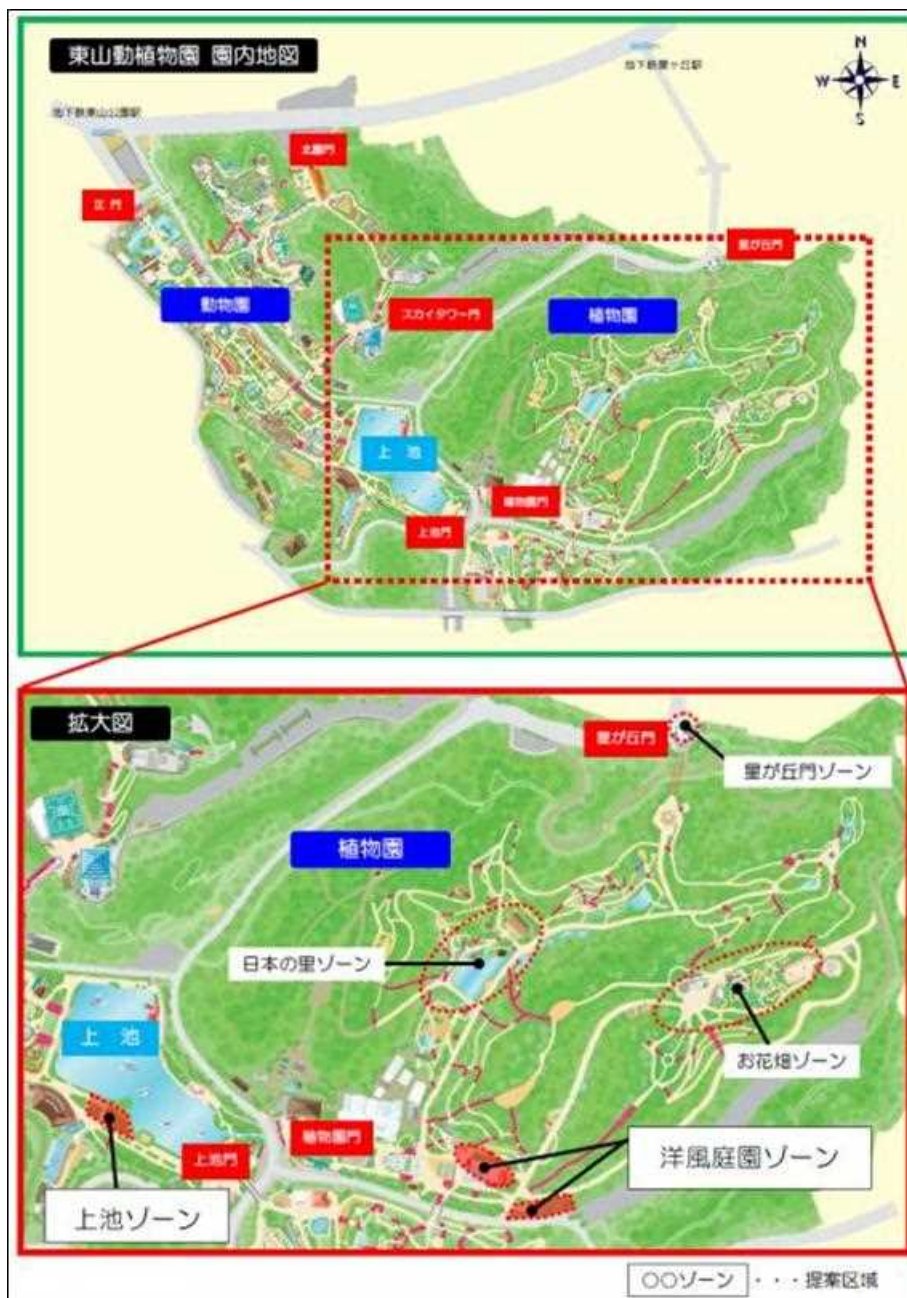 東山動植物園 園内地図
N
W
E
S
地下鉄東山公園駅
地下鉄星ヶ丘駅
北園門
正門
星が丘門
動物園
植物園
スカイタワー門
上 池
植物園門
上池門
拡大図
星が丘門
星が丘門ゾーン
植物園
日本の里ゾーン
お花畑ゾーン
上 池
植物園門
上池門
洋風庭園ゾーン
上池ゾーン
○○ゾーン ・・・提案区域